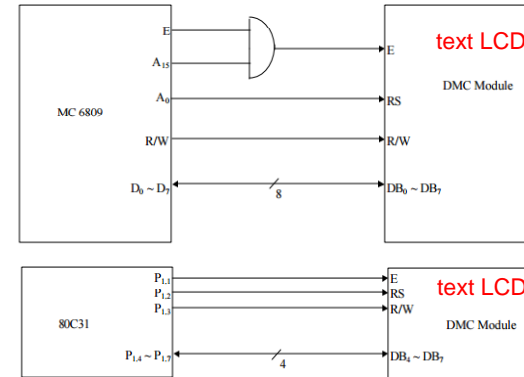 E
A15
A0
R/W
D0 ~ D7
MC 6809
8
text LCD
E
DMC Module
RS
R/W
DB0 ~ DB7
P1.1
P1.2
P1.3
80C31
P1.4 ~ P1.7
4
text LCD
E
RS
R/W
DMC Module
DB4 ~ DB7